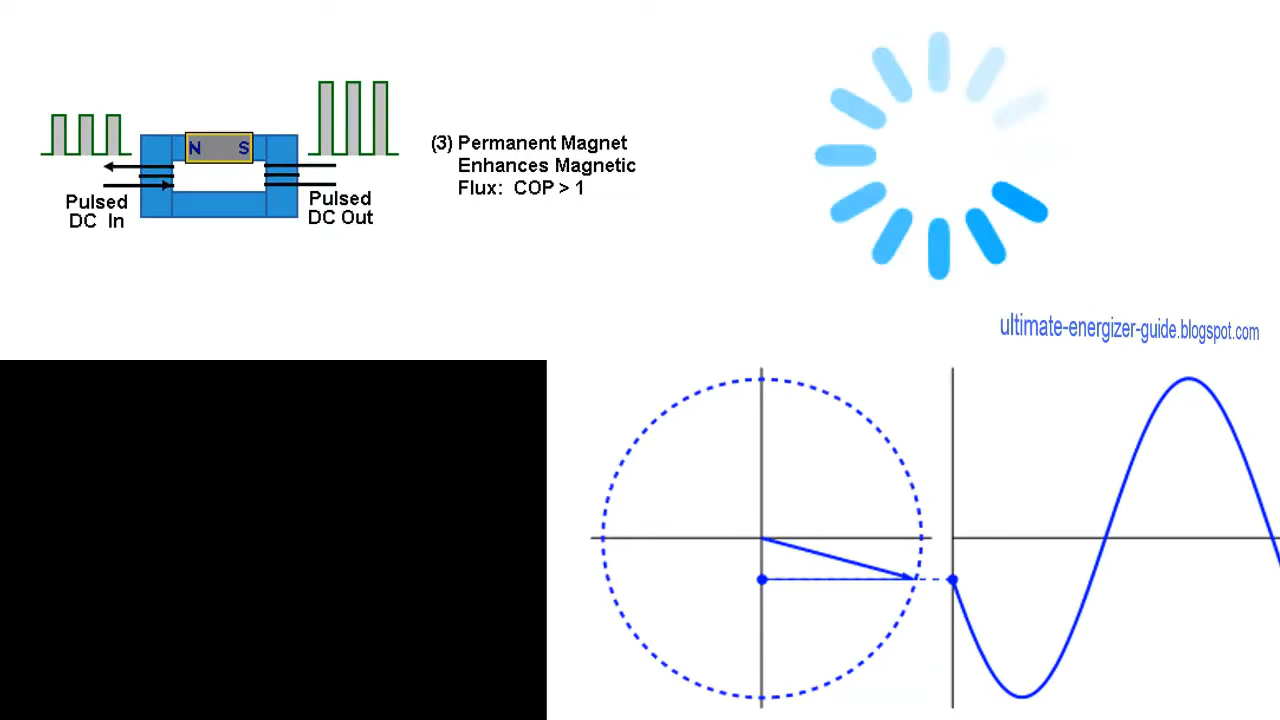 N S
(3) Permanent Magnet
Enhances Magnetic
Flux: COP > 1
Pulsed
DC In
Pulsed
DC Out
ultimate-energizer-guide.blogspot.com